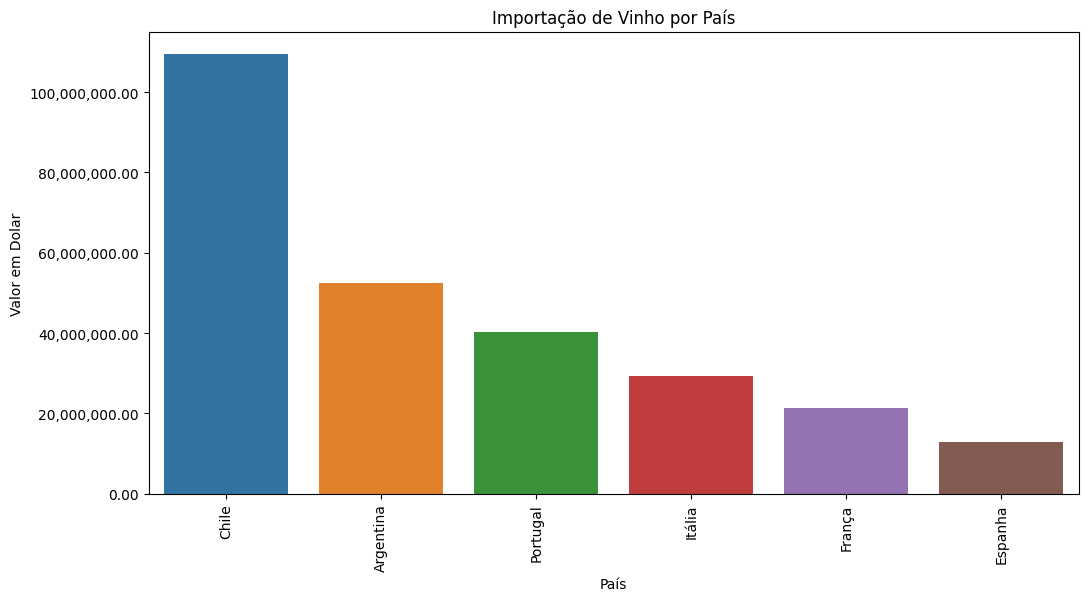 Importação de Vinho por País
Valor em Dolar
100,000,000.00
80,000,000.00
60,000,000.00
40,000,000.00
20,000,000.00
0.00
Chile
Argentina
Portugal
Itália
França
Espanha
País